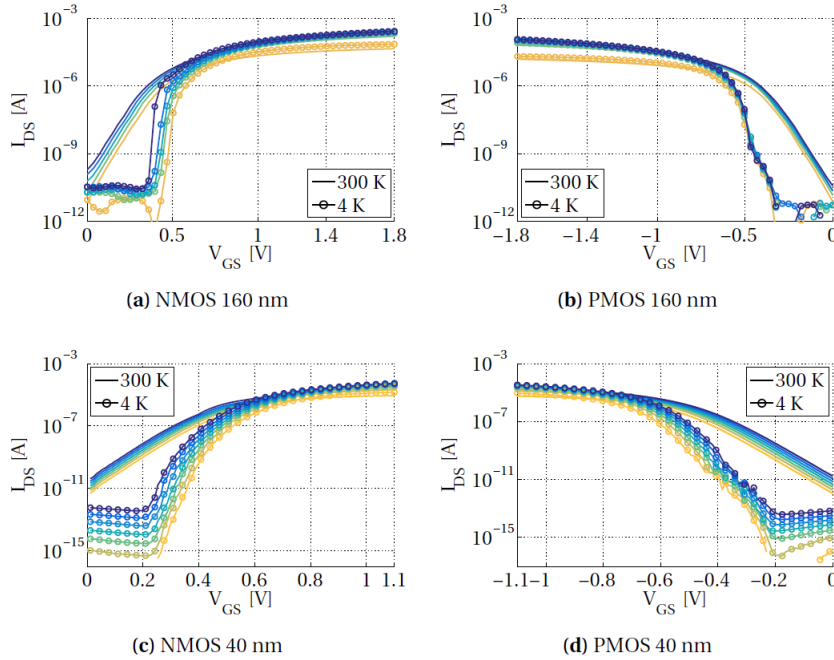 10⁻³
10⁻⁶
10⁻⁹
10⁻¹²
I_DS [A]
300 K
4 K
0 0.5 1 1.4 1.8
V_GS [V]
(a) NMOS 160 nm
10⁻³
10⁻⁶
10⁻⁹
10⁻¹²
I_DS [A]
300 K
4 K
−1.8 −1.4 −1 −0.5 0
V_GS [V]
(b) PMOS 160 nm
10⁻³
10⁻⁷
10⁻¹¹
10⁻¹⁵
I_DS [A]
300 K
4 K
0 0.2 0.4 0.6 0.8 1 1.1
V_GS [V]
(c) NMOS 40 nm
10⁻³
10⁻⁷
10⁻¹¹
10⁻¹⁵
I_DS [A]
300 K
4 K
−1.1 −1 −0.8 −0.6 −0.4 −0.2 0
V_GS [V]
(d) PMOS 40 nm